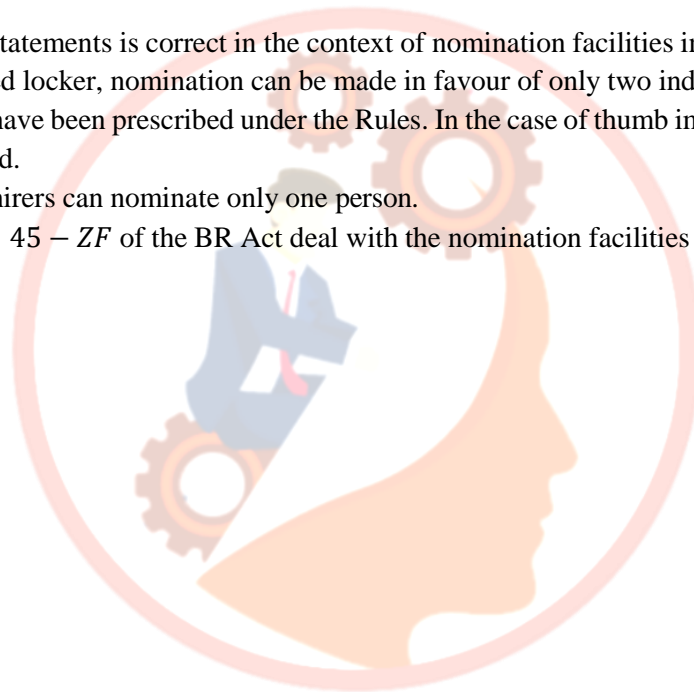 tatements is correct in the context of nomination facilities in
ed locker, nomination can be made in favour of only two ind
have been prescribed under the Rules. In the case of thumb in
d.
hirers can nominate only one person.
45 – ZF of the BR Act deal with the nomination facilities